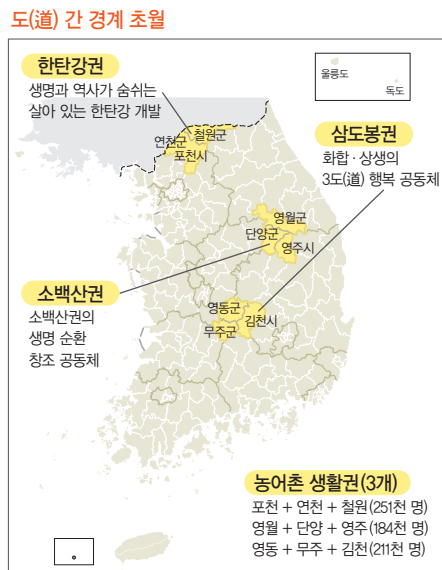 도(道) 간 경계 초월
한탄강권
생명과 역사가 숨쉬는
살아 있는 한탄강 개발
울릉도
독도
철원군
연천군
포천시
삼도봉권
화합·상생의
3도(道) 행복 공동체
영월군
단양군
영주시
소백산권
소백산권의
생명 순환
창조 공동체
영동군
김천시
무주군
농어촌 생활권(3개)
포천 + 연천 + 철원(251천 명)
영월 + 단양 + 영주(184천 명)
영동 + 무주 + 김천(211천 명)